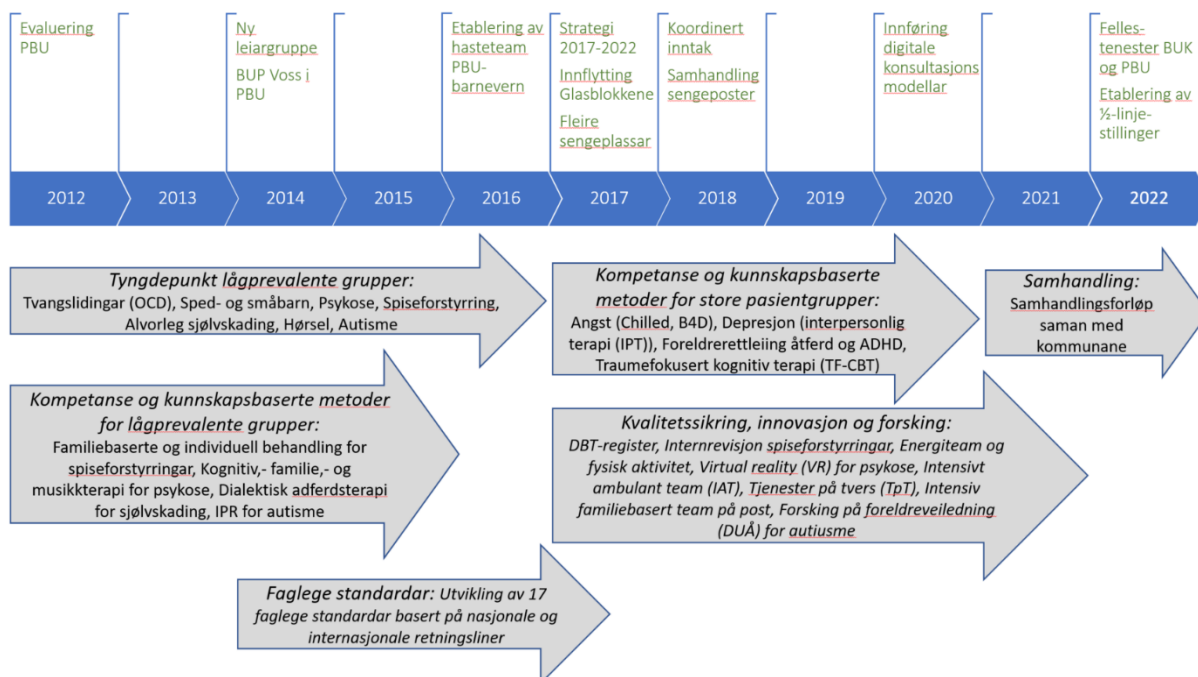 Evaluering
PBU
Ny
leiargruppe
BUP Voss i
PBU
Etablering av
hasteteam
PBU-
barnevern
Strategi
2017-2022
Innflytting
Glasblokkene
Fleire
sengeplassar
Koordinert
inntak
Samhandling
sengeposter
Innføring
digitale
konsultasjons
modellar
Felles-
tenester BUK
og PBU
Etablering av
½-linje-
stillinger
2012
2013
2014
2015
2016
2017
2018
2019
2020
2021
2022
Tyngdepunkt lågprevalente grupper:
Tvangslidingar (OCD), Sped- og småbarn, Psykose, Spiseforstyrring,
Alvorleg sjølvskading, Hørsel, Autisme
Kompetanse og kunnskapsbaserte
metoder for store pasientgrupper:
Angst (Chilled, B4D), Depresjon (interpersonlig
terapi (IPT)), Foreldrerettleiing åtferd og ADHD,
Traumefokusert kognitiv terapi (TF-CBT)
Samhandling:
Samhandlingsforløp
saman med
kommunane
Kompetanse og kunnskapsbaserte metoder
for lågprevalente grupper:
Familiebaserte og individuell behandling for
spiseforstyrringar, Kognitiv,- familie,- og
musikkterapi for psykose, Dialektisk adferdsterapi
for sjølvskading, IPR for autisme
Kvalitetssikring, innovasjon og forsking:
DBT-register, Internrevisjon spiseforstyrringar, Energiteam og
fysisk aktivitet, Virtual reality (VR) for psykose, Intensivt
ambulant team (IAT), Tjenester på tvers (TpT), Intensiv
familiebasert team på post, Forsking på foreldreveiledning
(DUÅ) for autiusme
Faglege standardar: Utvikling av 17
faglege standardar basert på nasjonale og
internasjonale retningsliner